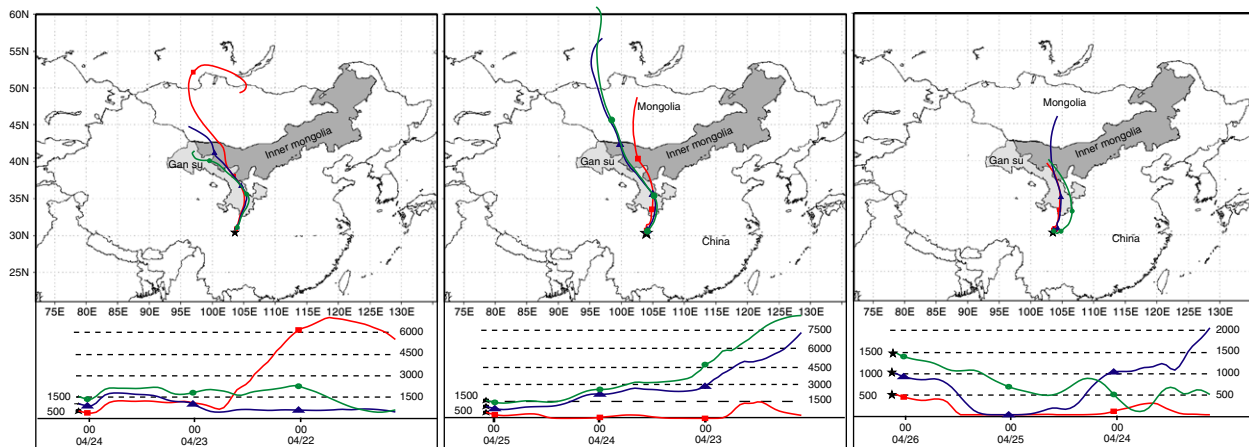 60N
55N
50N
45N
40N
35N
30N
25N
Gan su
Inner mongolia
75E 80E 85E 90E 95E 100E 105E 110E 115E 120E 125E 130E
6000
4500
3000
1500
1500
500
00 00 00
04/24 04/23 04/22
Mongolia
Inner mongolia
Gan su
China
75E 80E 85E 90E 95E 100E 105E 110E 115E 120E 125E 130E
7500
6000
4500
3000
1500
1500
500
00 00 00
04/25 04/24 04/23
Mongolia
Inner mongolia
Gan su
China
75E 80E 85E 90E 95E 100E 105E 110E 115E 120E 125E 130E
2000
1500 1500
1000 1000
500 500
00 00 00
04/26 04/25 04/24